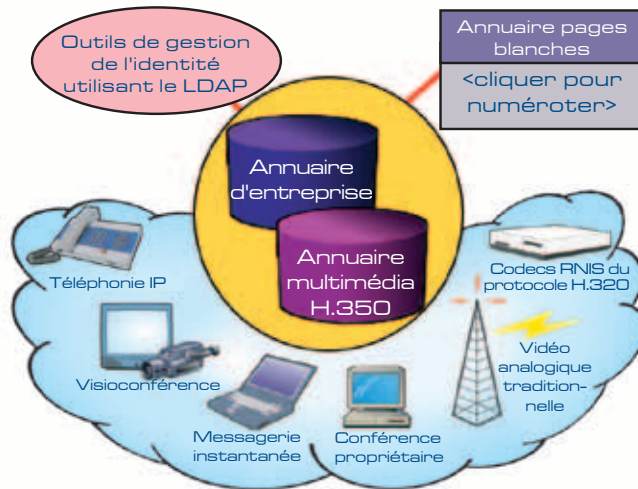 Outils de gestion
de l'identité
utilisant le LDAP
Annuaire pages
blanches
<cliquer pour
numéroter>
Annuaire
d'entreprise
Annuaire
multimédia
H.350
Téléphonie IP
Codecs RNIS du
protocole H.320
Visioconférence
Vidéo
analogique
tradition-
nelle
Messagerie
instantanée
Conférence
propriétaire